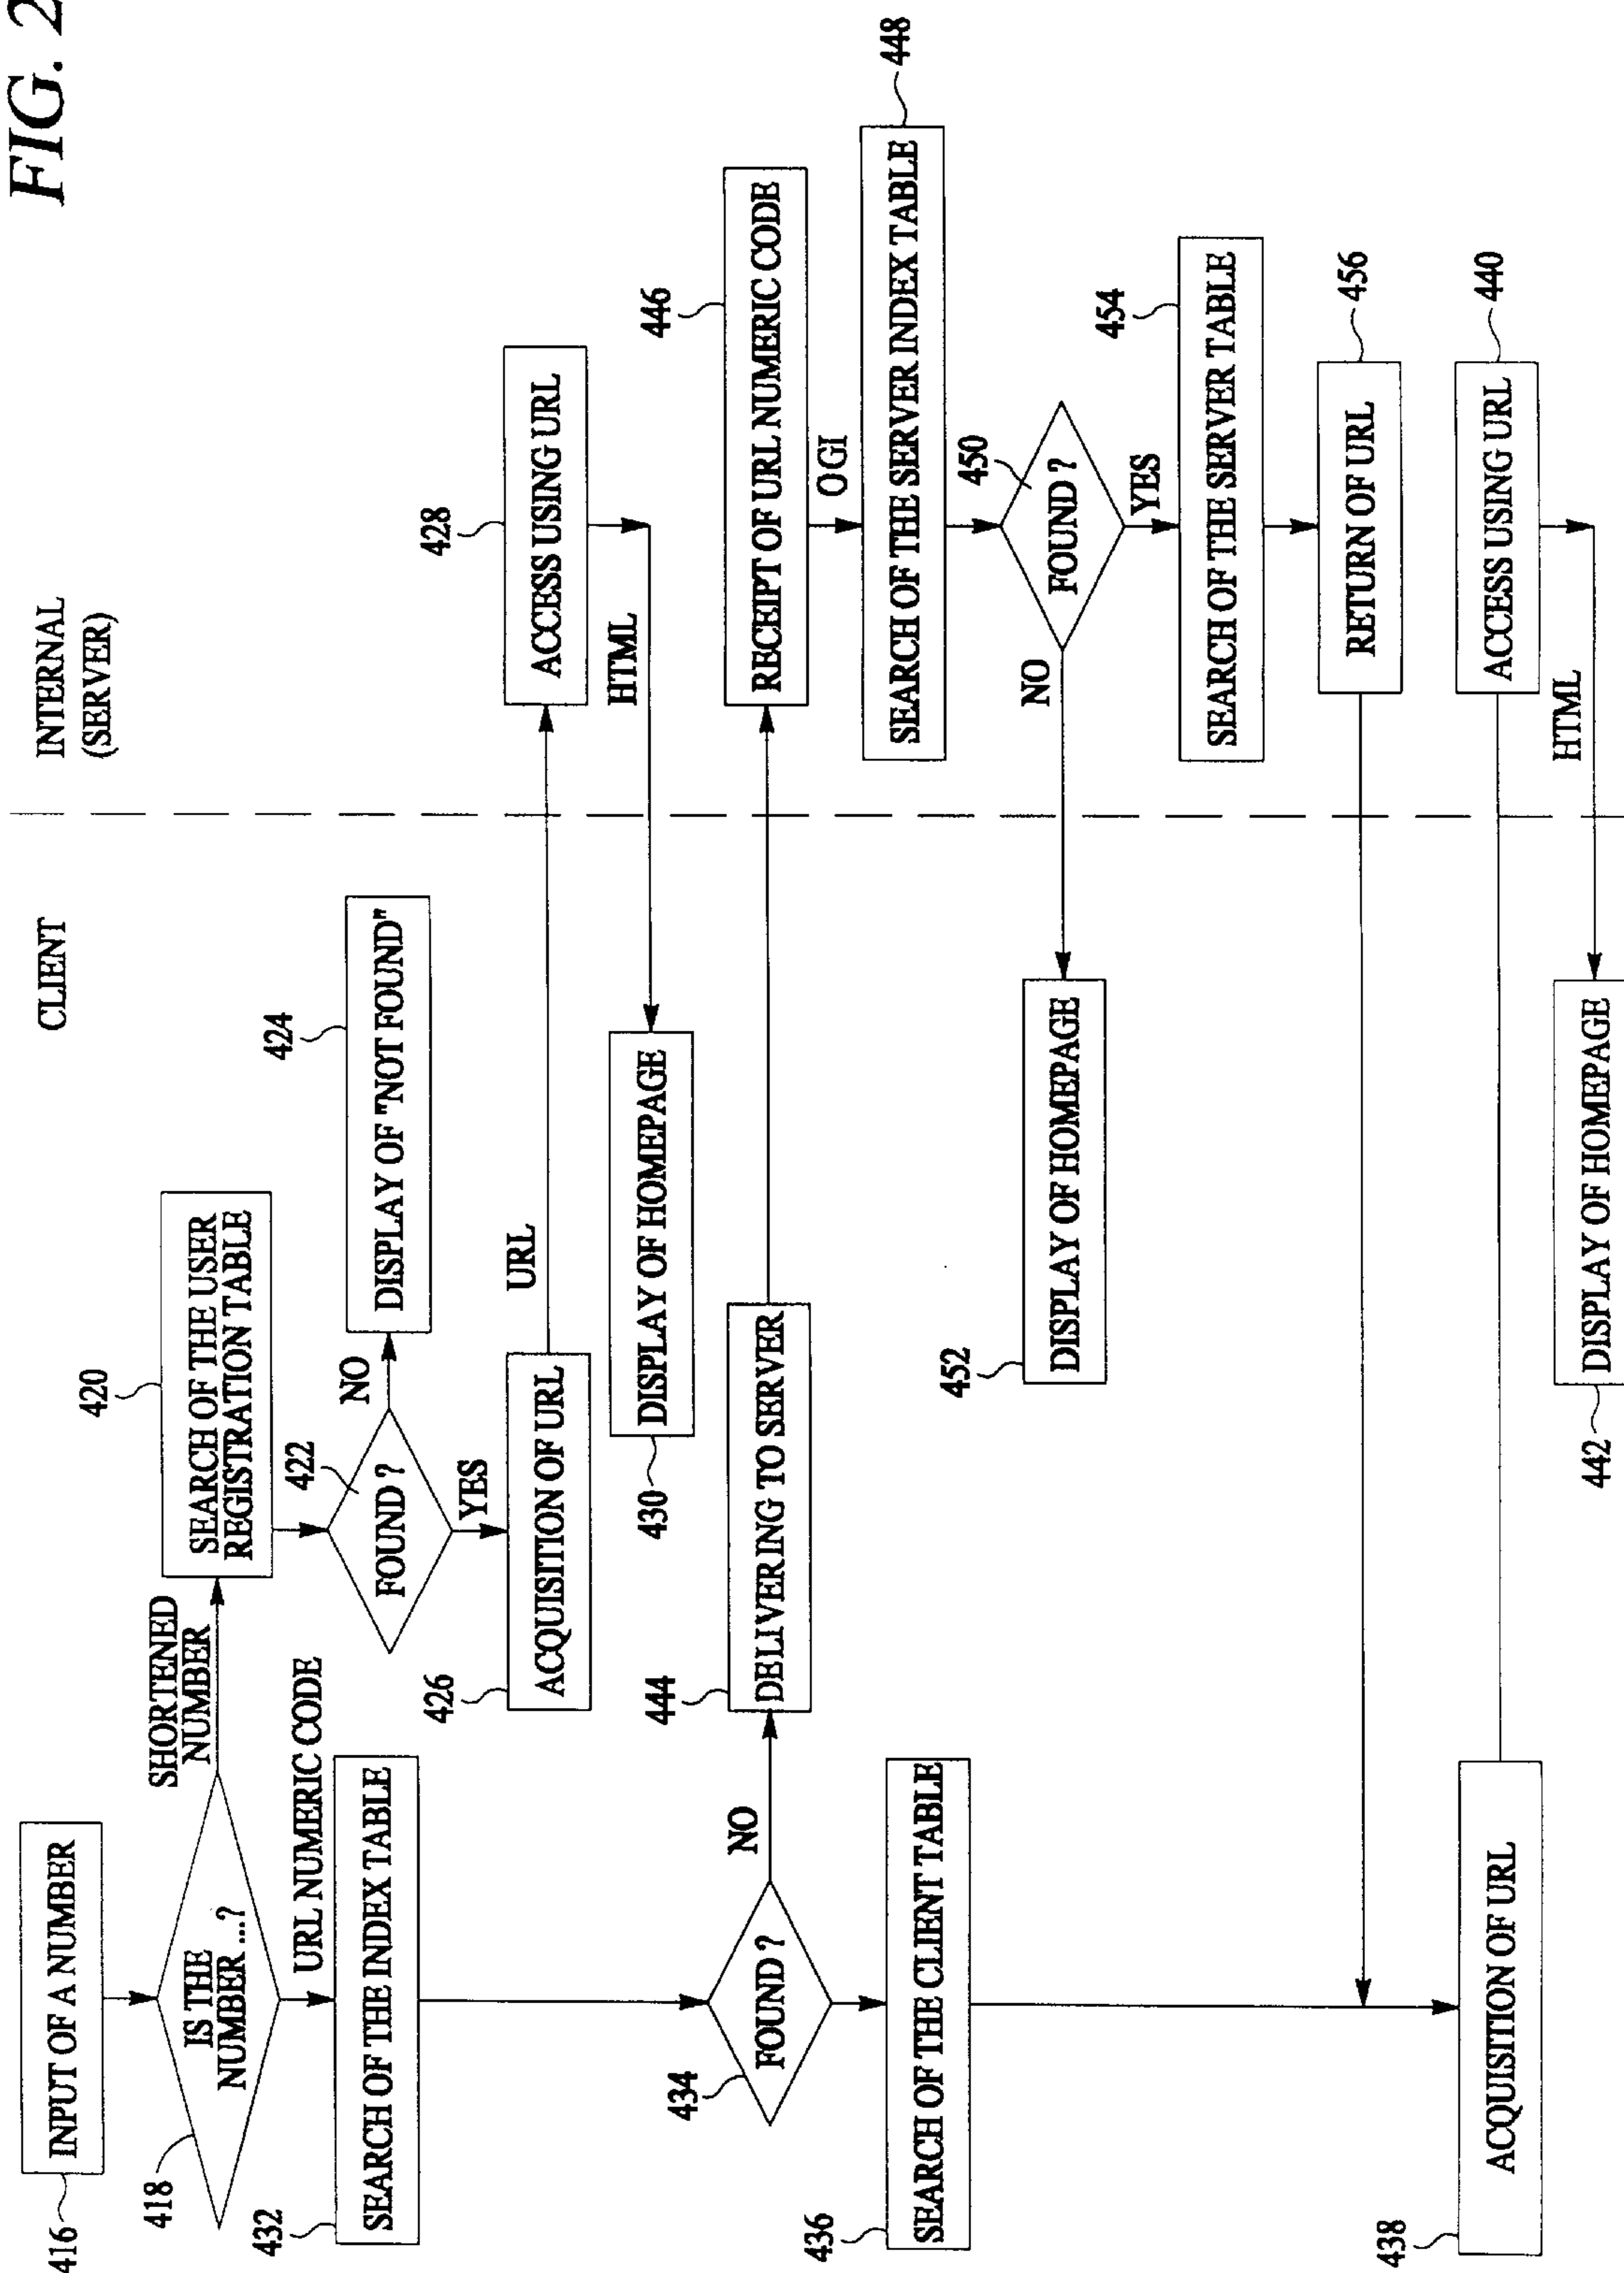 FIG. 2
CLIENT
INTERNAL
(SERVER)
416
INPUT OF A NUMBER
418
IS THE
NUMBER ...?
SHORTENED
NUMBER
URL NUMERIC CODE
420
SEARCH OF THE USER
REGISTRATION TABLE
422
FOUND ?
NO
YES
424
DISPLAY OF "NOT FOUND"
426
ACQUISITION OF URL
URL
428
ACCESS USING URL
HTML
430
DISPLAY OF HOMEPAGE
432
SEARCH OF THE INDEX TABLE
434
FOUND ?
NO
444
DELIVERING TO SERVER
446
RECEIPT OF URL NUMERIC CODE
OGI
448
SEARCH OF THE SERVER INDEX TABLE
450
FOUND ?
NO
YES
452
DISPLAY OF HOMEPAGE
454
SEARCH OF THE SERVER TABLE
456
RETURN OF URL
436
SEARCH OF THE CLIENT TABLE
438
ACQUISITION OF URL
440
ACCESS USING URL
HTML
442
DISPLAY OF HOMEPAGE